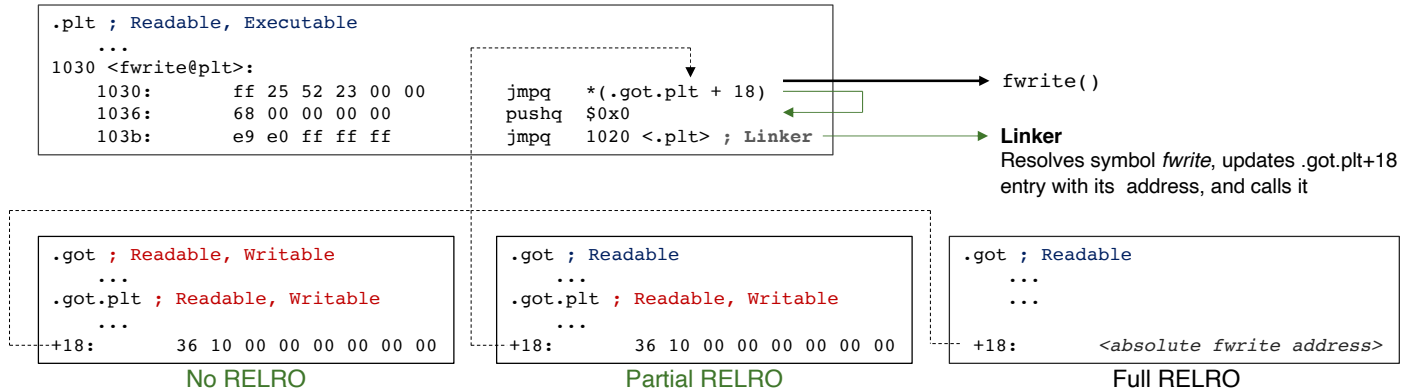 .plt ; Readable, Executable
...
1030 <fwrite@plt>:
1030: ff 25 52 23 00 00 jmpq *(.got.plt + 18)
1036: 68 00 00 00 00 pushq $0x0
103b: e9 e0 ff ff ff jmpq 1020 <.plt> ; Linker
fwrite()
Linker
Resolves symbol fwrite, updates .got.plt+18
entry with its address, and calls it
.got ; Readable, Writable
...
.got.plt ; Readable, Writable
...
+18: 36 10 00 00 00 00 00 00
No RELRO
.got ; Readable
...
.got.plt ; Readable, Writable
...
+18: 36 10 00 00 00 00 00 00
Partial RELRO
.got ; Readable
...
...
+18: <absolute fwrite address>
Full RELRO